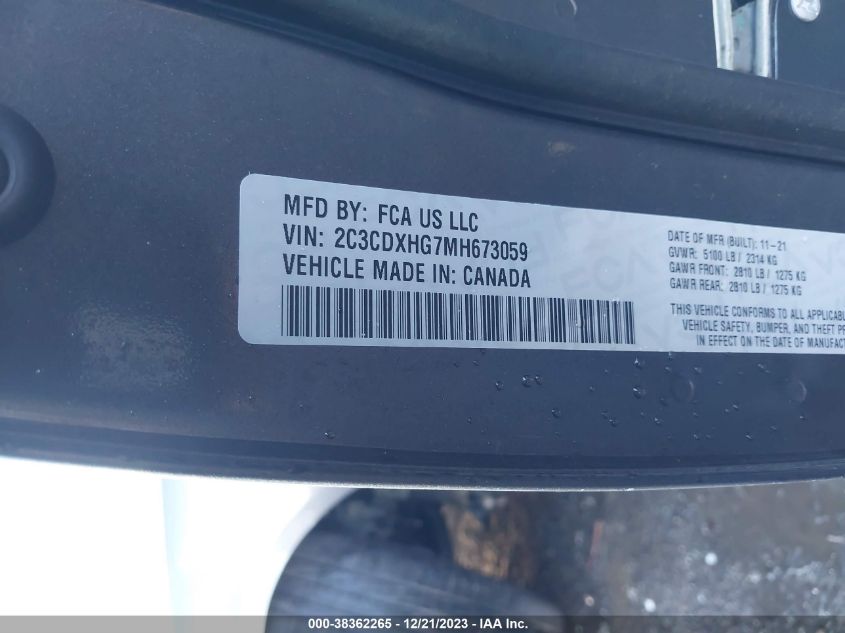 MFD BY: FCA US LLC
VIN: 2C3CDXHG7MH673059
VEHICLE MADE IN: CANADA
DATE OF MFR (BUILT): 11-21
GVWR: 5100 LB / 2314 KG
GAWR FRONT: 2810 LB / 1275 KG
GAWR REAR: 2810 LB / 1275 KG
THIS VEHICLE CONFORMS TO ALL
VEHICLE SAFETY, BUMPER, AND THEFT
IN EFFECT ON THE DATE OF
000-38362265 - 12/21/2023 - IAA Inc.